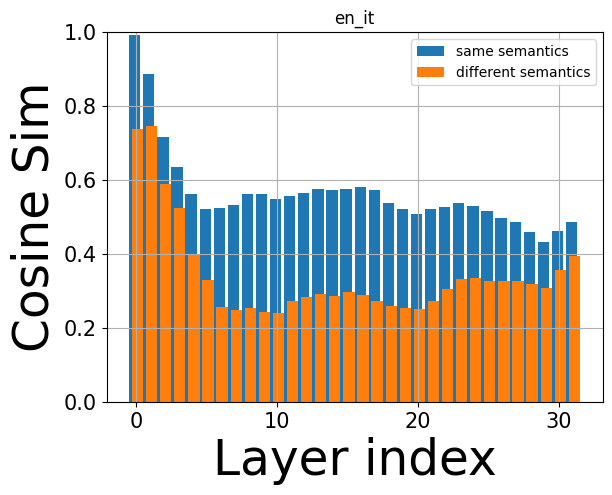 en_it
same semantics
different semantics
Cosine Sim
1.0
0.8
0.6
0.4
0.2
0.0
0 10 20 30
Layer index